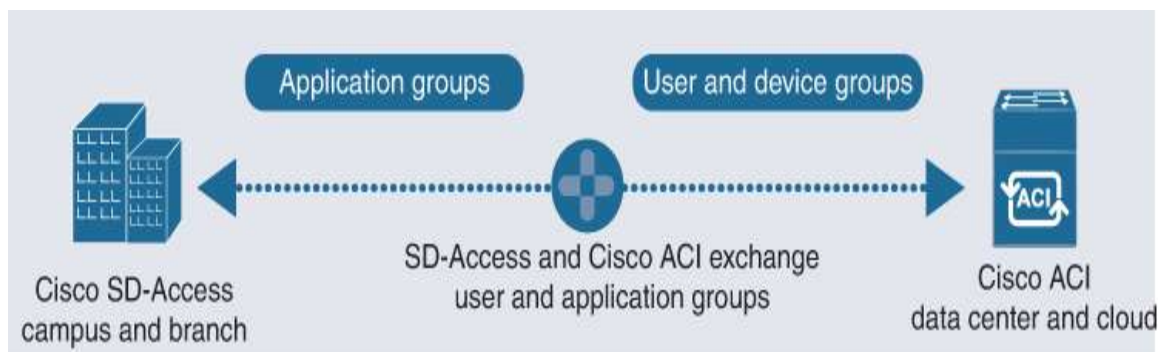 Application groups
User and device groups
ACI
SD-Access and Cisco ACI exchange
user and application groups
Cisco SD-Access
campus and branch
Cisco ACI
data center and cloud